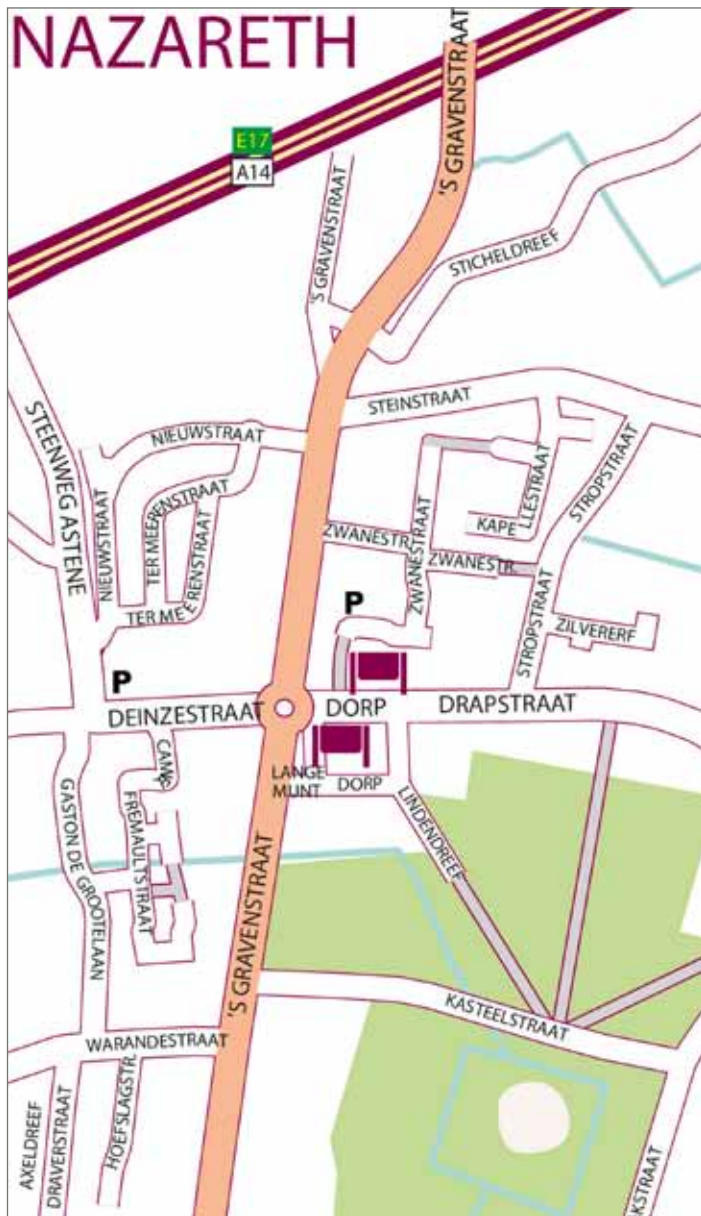 NAZARETH
'S GRAVENSTRAAT
E17
A14
'S GRAVENSTRAAT
STICHELDREEF
STEENWEG ASTENE
STEINSTRAAT
NIEUWSTRAAT
NIEUWSTRAAT
TER MEERENSTRAAT
TER MEERENSTRAAT
ZWANESTR.
ZWANESTRAAT
ZWANESTR.
KAPELLESTRAAT
STROPSTRAAT
STROPSTRAAT
ZILVERERF
P
P
DEINZESTRAAT
DORP
DRAPSTRAAT
CAM.
FREMAULTSTRAAT
LANGE
MUNT
DORP
LINDENDREEF
GASTON DE GROOTELAAN
'S GRAVENSTRAAT
KASTEELSTRAAT
WARANDESTRAAT
HOEFSLAGSTR.
AXELDREEF
DRAVERSTRAAT
KSTRAAT